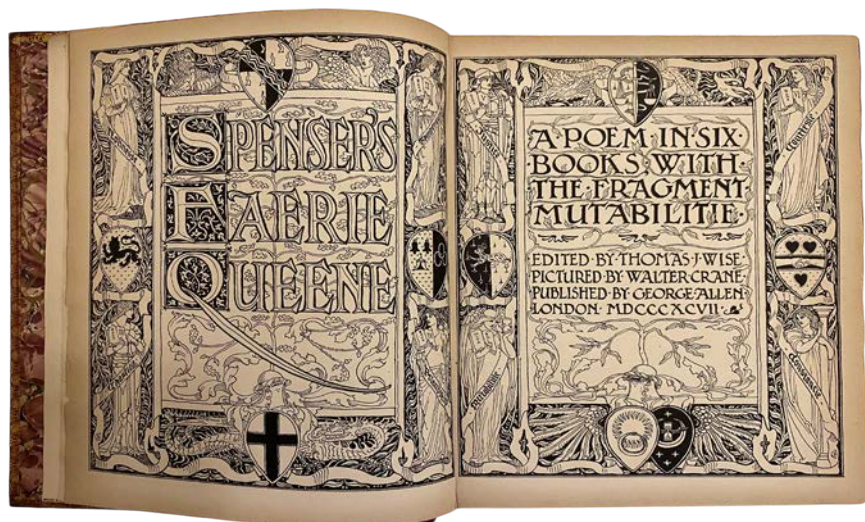 SPENSER'S
FAERIE
QUEENE
A·POEM·IN·SIX·
·BOOKS·WITH·
THE·FRAGMENT·
MUTABILITIE·
EDITED·BY·THOMAS·J·WISE·
PICTURED·BY·WALTER·CRANE·
PUBLISHED·BY·GEORGE·ALLEN·
LONDON·MDCCCXCVII·